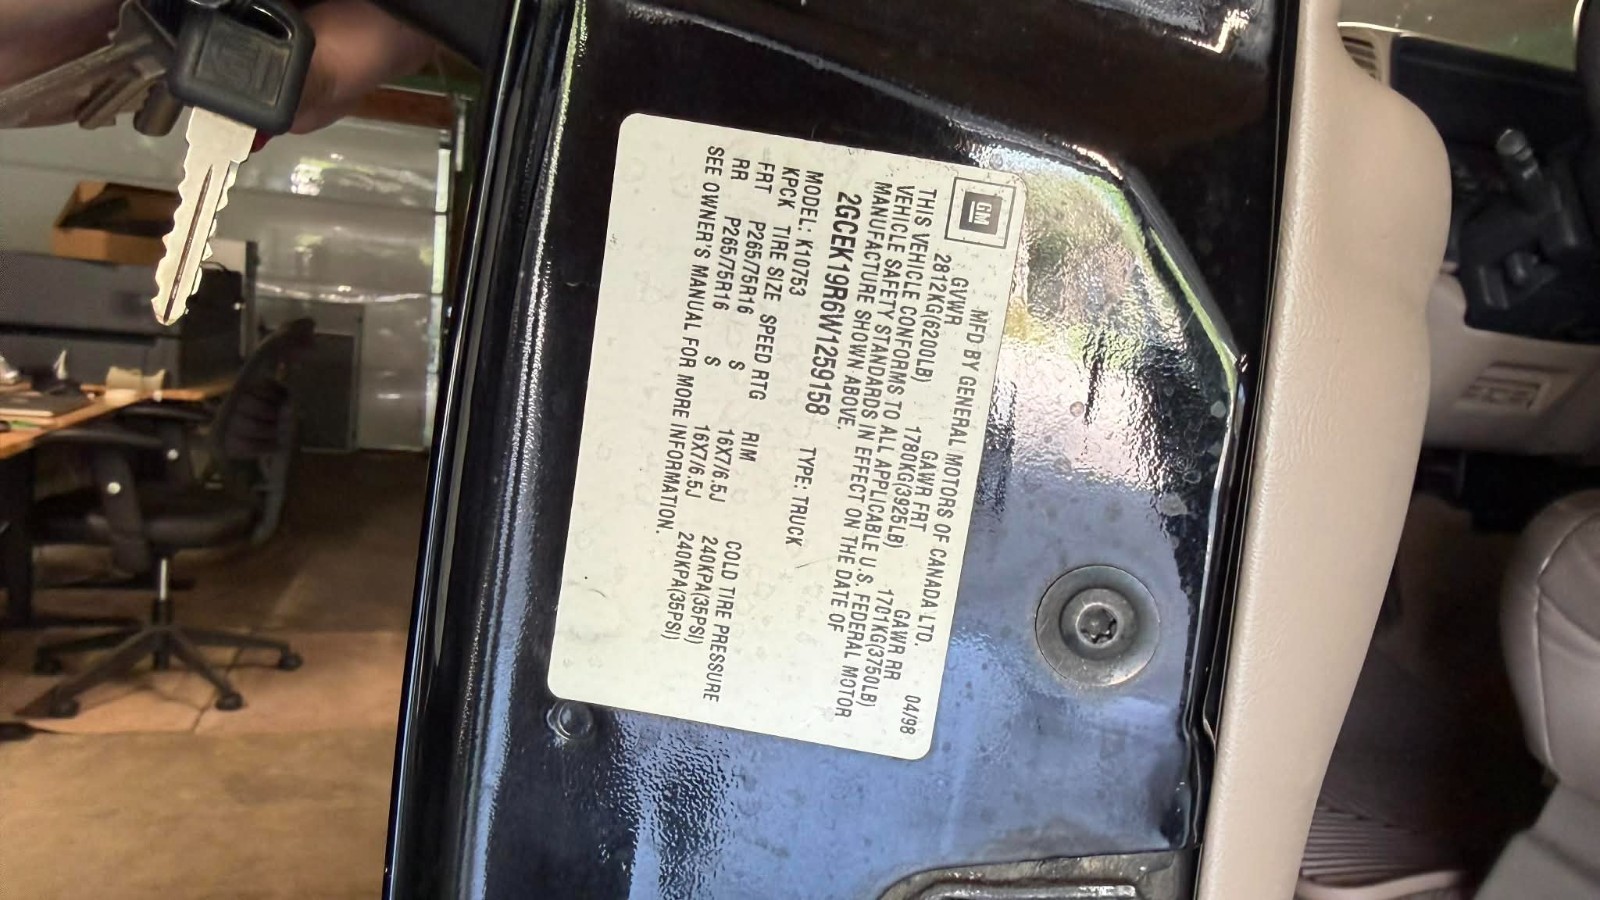 GM
MFD BY GENERAL MOTORS OF CANADA LTD. 04/98
GVWR GAWR FRT GAWR RR
2812KG(6200LB) 1780KG(3925LB) 1701KG(3750LB)
THIS VEHICLE CONFORMS TO ALL APPLICABLE U.S. FEDERAL MOTOR
VEHICLE SAFETY STANDARDS IN EFFECT ON THE DATE OF
MANUFACTURE SHOWN ABOVE.
2GCEK19R6W1259158 TYPE: TRUCK
MODEL: K10753
KPCK TIRE SIZE SPEED RTG RIM COLD TIRE PRESSURE
FRT P265/75R16 S 16X7/6.5J 240KPA(35PSI)
RR P265/75R16 S 16X7/6.5J 240KPA(35PSI)
SEE OWNER'S MANUAL FOR MORE INFORMATION.